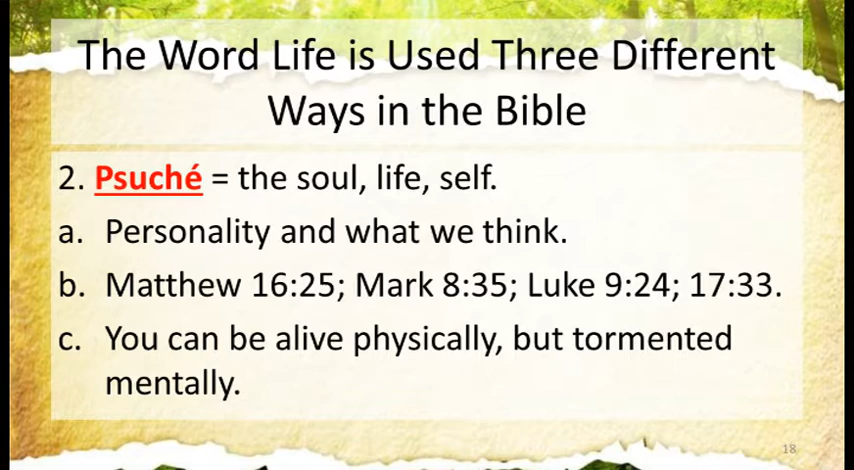 The Word Life is Used Three Different
Ways in the Bible
2. Psuché = the soul, life, self.
a. Personality and what we think.
b. Matthew 16:25; Mark 8:35; Luke 9:24; 17:33.
c. You can be alive physically, but tormented
mentally.
18